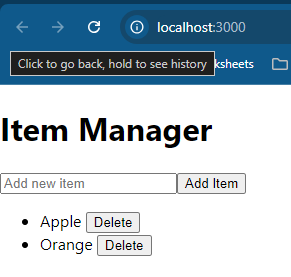 localhost:3000
Click to go back, hold to see history
ksheets
Item Manager
Add new item Add Item
Apple Delete
Orange Delete